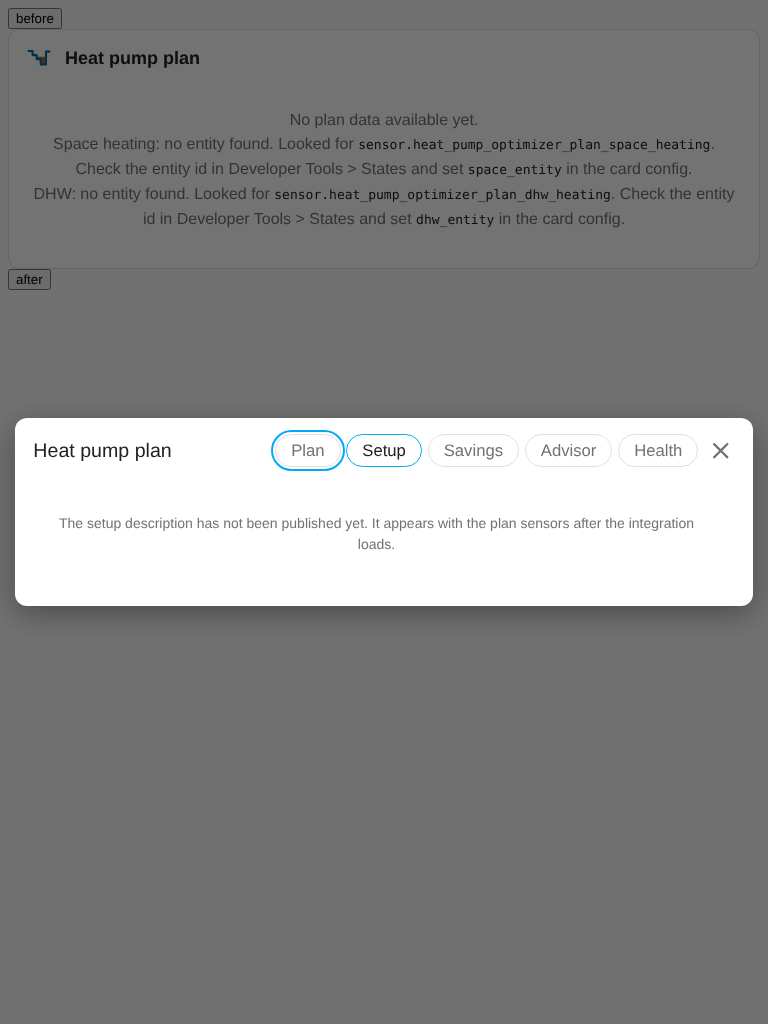 before
Heat pump plan
No plan data available yet.
Space heating: no entity found. Looked for sensor.heat_pump_optimizer_plan_space_heating.
Check the entity id in Developer Tools > States and set space_entity in the card config.
DHW: no entity found. Looked for sensor.heat_pump_optimizer_plan_dhw_heating. Check the entity
id in Developer Tools > States and set dhw_entity in the card config.
after
Heat pump plan Plan Setup Savings Advisor Health
The setup description has not been published yet. It appears with the plan sensors after the integration
loads.